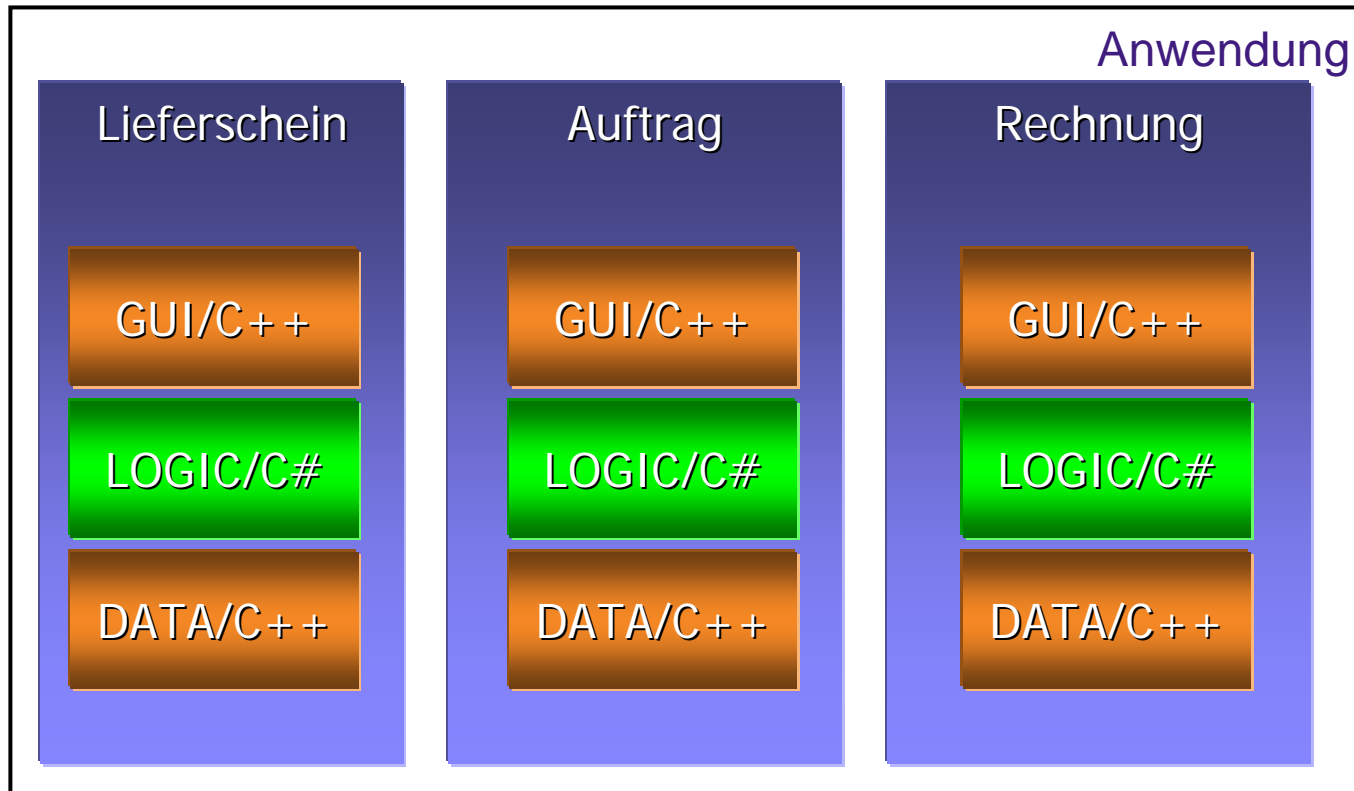 Anwendung
Lieferschein
GUI/C++
LOGIC/C#
DATA/C++
Auftrag
GUI/C++
LOGIC/C#
DATA/C++
Rechnung
GUI/C++
LOGIC/C#
DATA/C++